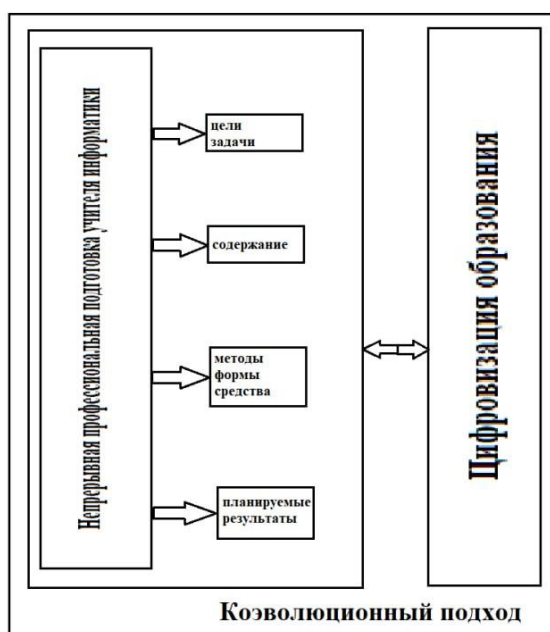 Непрерывная профессиональная подготовка учителя информатики
цели
задачи
содержание
методы
формы
средства
планируемые
результаты
Цифровизация образования
Коэволюционный подход